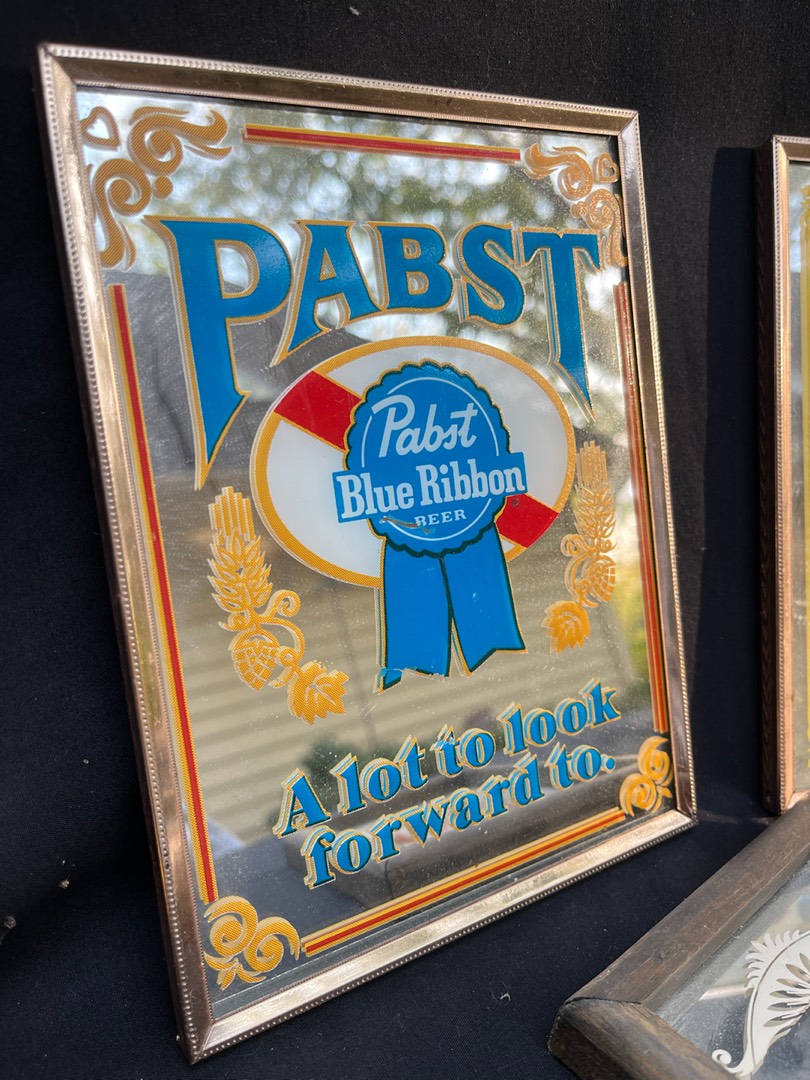 PABST
Pabst
Blue Ribbon
BEER
A lot to look
forward to.